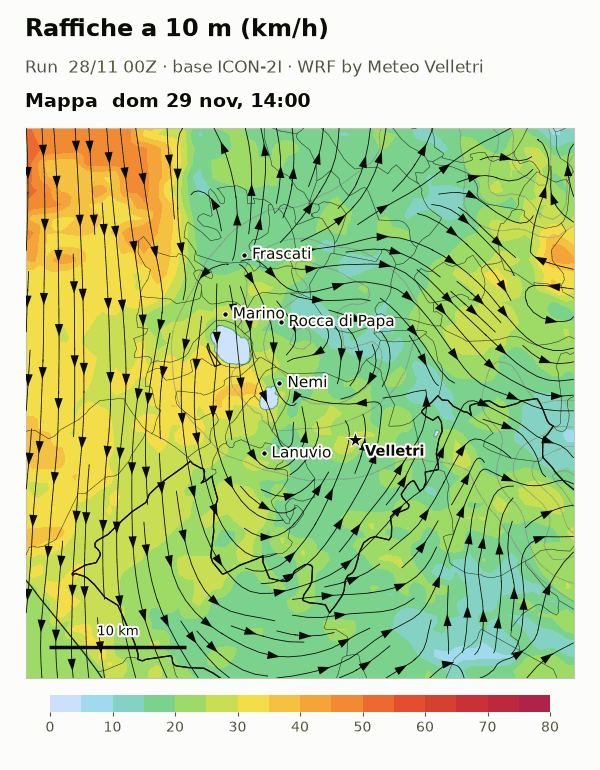 Raffiche a 10 m (km/h)
Run 28/11 00Z · base ICON-2I · WRF by Meteo Velletri
Mappa dom 29 nov, 14:00
Frascati
Marino
Rocca di Papa
Nemi
Lanuvio
Velletri
10 km
0 10 20 30 40 50 60 70 80